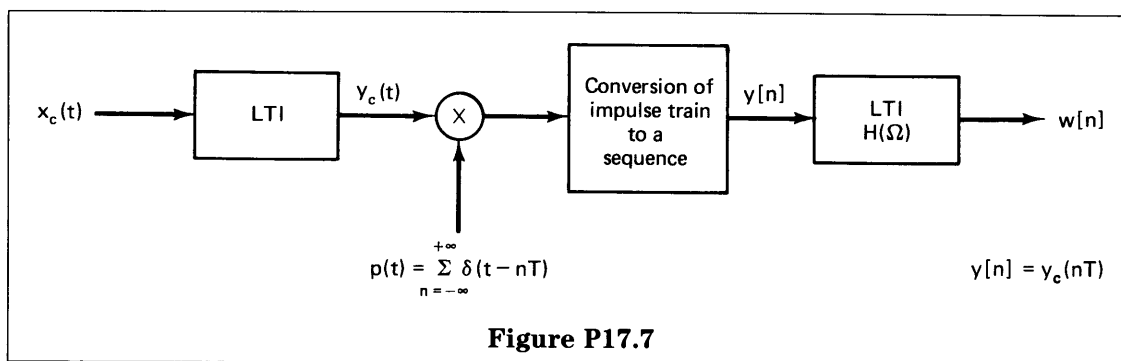 x_c(t)
LTI
y_c(t)
X
Conversion of
impulse train
to a
sequence
y[n]
LTI
H(Ω)
w[n]
p(t) = Σ δ(t − nT)
+∞
n = −∞
y[n] = y_c(nT)
Figure P17.7